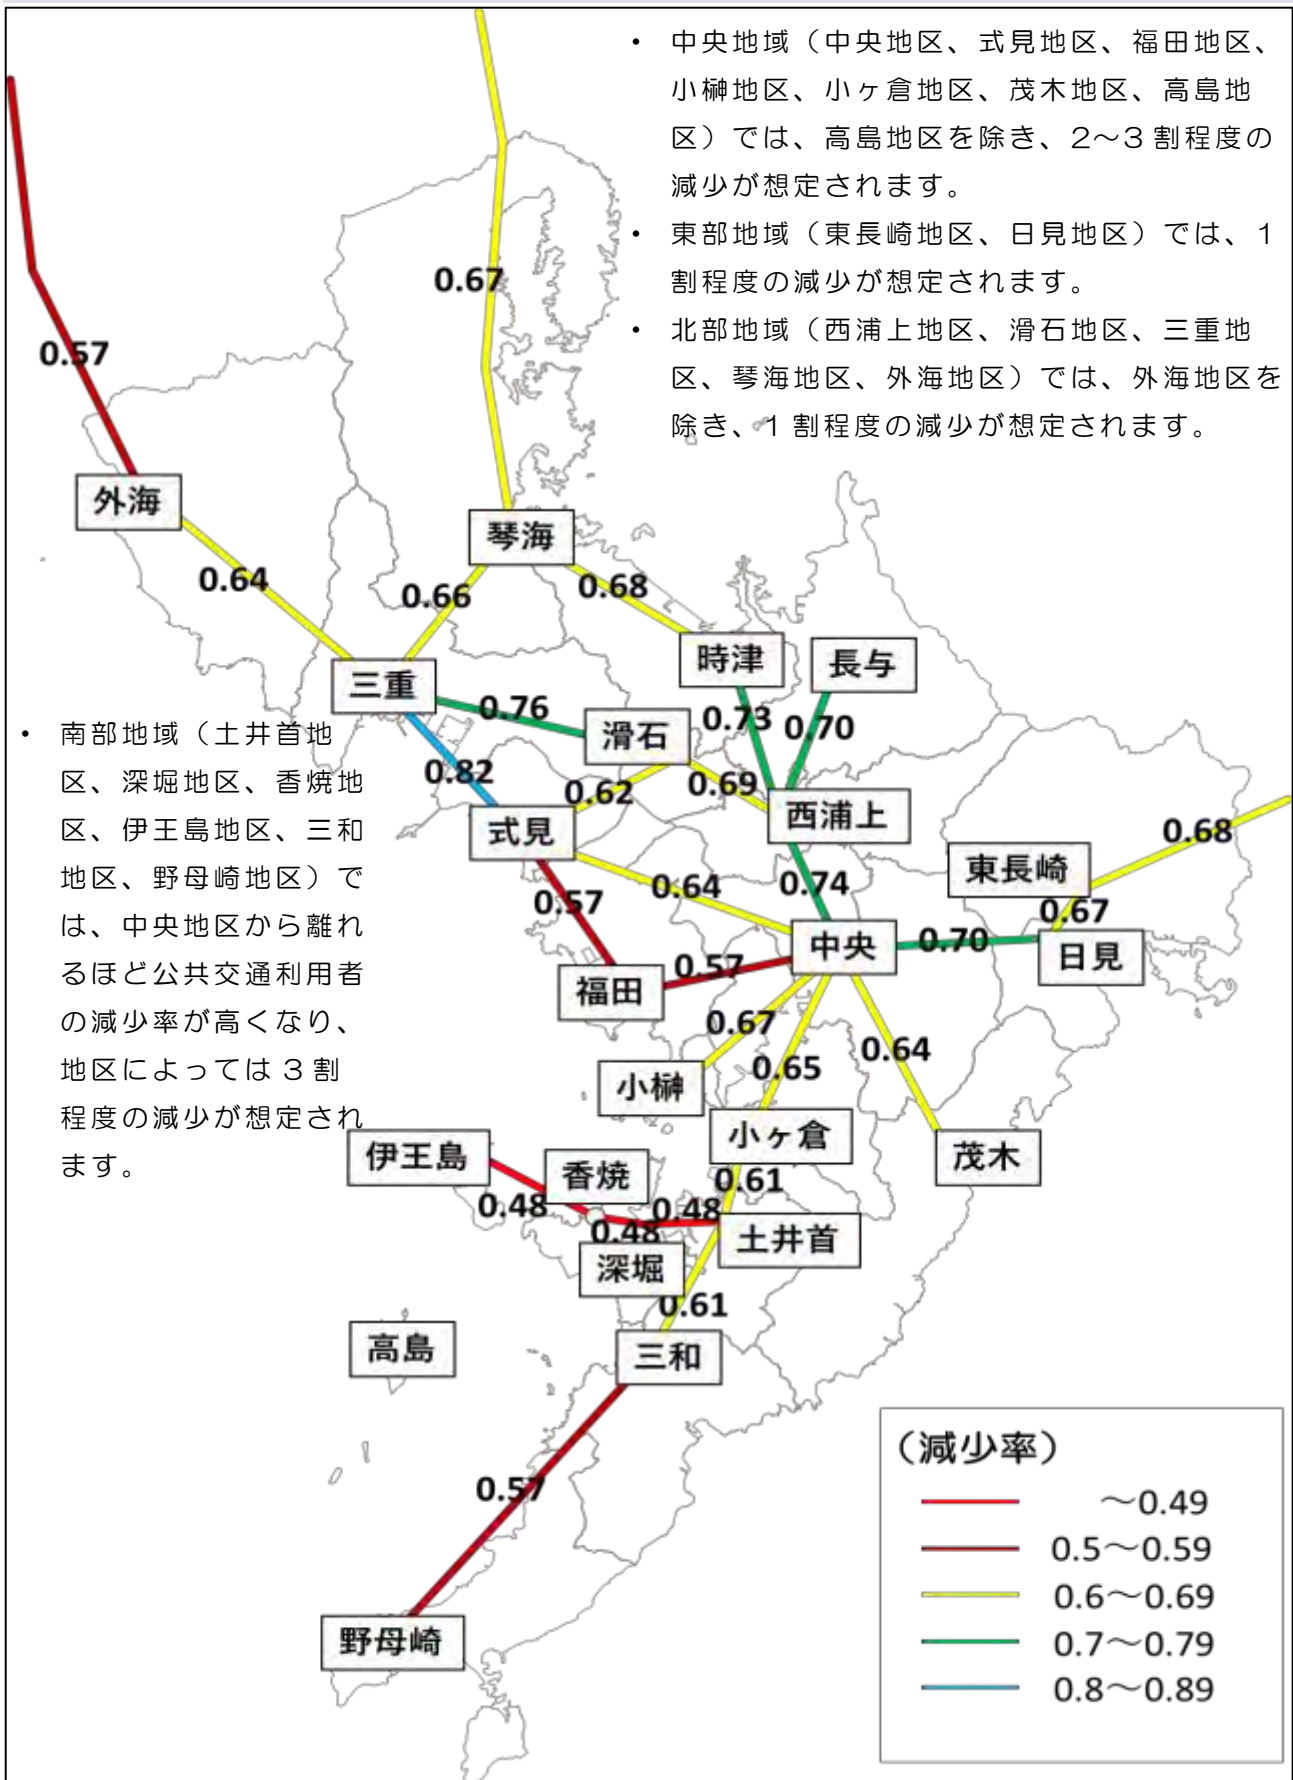 ・ 中央地域（中央地区、式見地区、福田地区、
小榊地区、小ヶ倉地区、茂木地区、高島地
区）では、高島地区を除き、2～3 割程度の
減少が想定されます。
・ 東部地域（東長崎地区、日見地区）では、1
割程度の減少が想定されます。
・ 北部地域（西浦上地区、滑石地区、三重地
区、琴海地区、外海地区）では、外海地区を
除き、1 割程度の減少が想定されます。
0.67
0.57
外海
琴海
0.64
0.66
0.68
時津
長与
三重
0.76
滑石
0.73
0.70
・ 南部地域（土井首地
区、深堀地区、香焼地
区、伊王島地区、三和
地区、野母崎地区）で
は、中央地区から離れ
るほど公共交通利用者
の減少率が高くなり、
地区によっては 3 割
程度の減少が想定され
ます。
0.82
0.62
0.69
式見
西浦上
0.68
東長崎
0.57
0.64
0.74
0.67
中央
0.70
日見
福田
0.57
0.67
0.65
0.64
小榊
小ヶ倉
茂木
伊王島
香焼
0.61
0.48
0.48
0.48
土井首
深堀
0.61
高島
三和
0.57
野母崎
（減少率）
～0.49
0.5～0.59
0.6～0.69
0.7～0.79
0.8～0.89